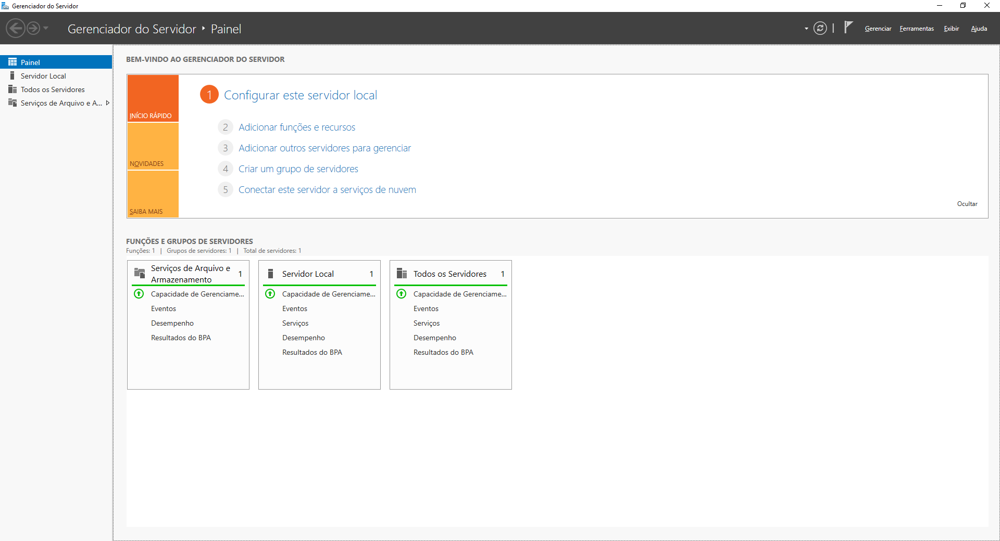 Gerenciador do Servidor
Gerenciador do Servidor ‣ Painel
Gerenciar Ferramentas Exibir Ajuda
Painel
Servidor Local
Todos os Servidores
Serviços de Arquivo e A...
BEM-VINDO AO GERENCIADOR DO SERVIDOR
INÍCIO RÁPIDO
NOVIDADES
SAIBA MAIS
1 Configurar este servidor local
2 Adicionar funções e recursos
3 Adicionar outros servidores para gerenciar
4 Criar um grupo de servidores
5 Conectar este servidor a serviços de nuvem
Ocultar
FUNÇÕES E GRUPOS DE SERVIDORES
Funções: 1 | Grupos de servidores: 1 | Total de servidores: 1
Serviços de Arquivo e
Armazenamento
1
Capacidade de Gerenciame...
Eventos
Desempenho
Resultados do BPA
Servidor Local 1
Capacidade de Gerenciame...
Eventos
Serviços
Desempenho
Resultados do BPA
Todos os Servidores 1
Capacidade de Gerenciame...
Eventos
Serviços
Desempenho
Resultados do BPA